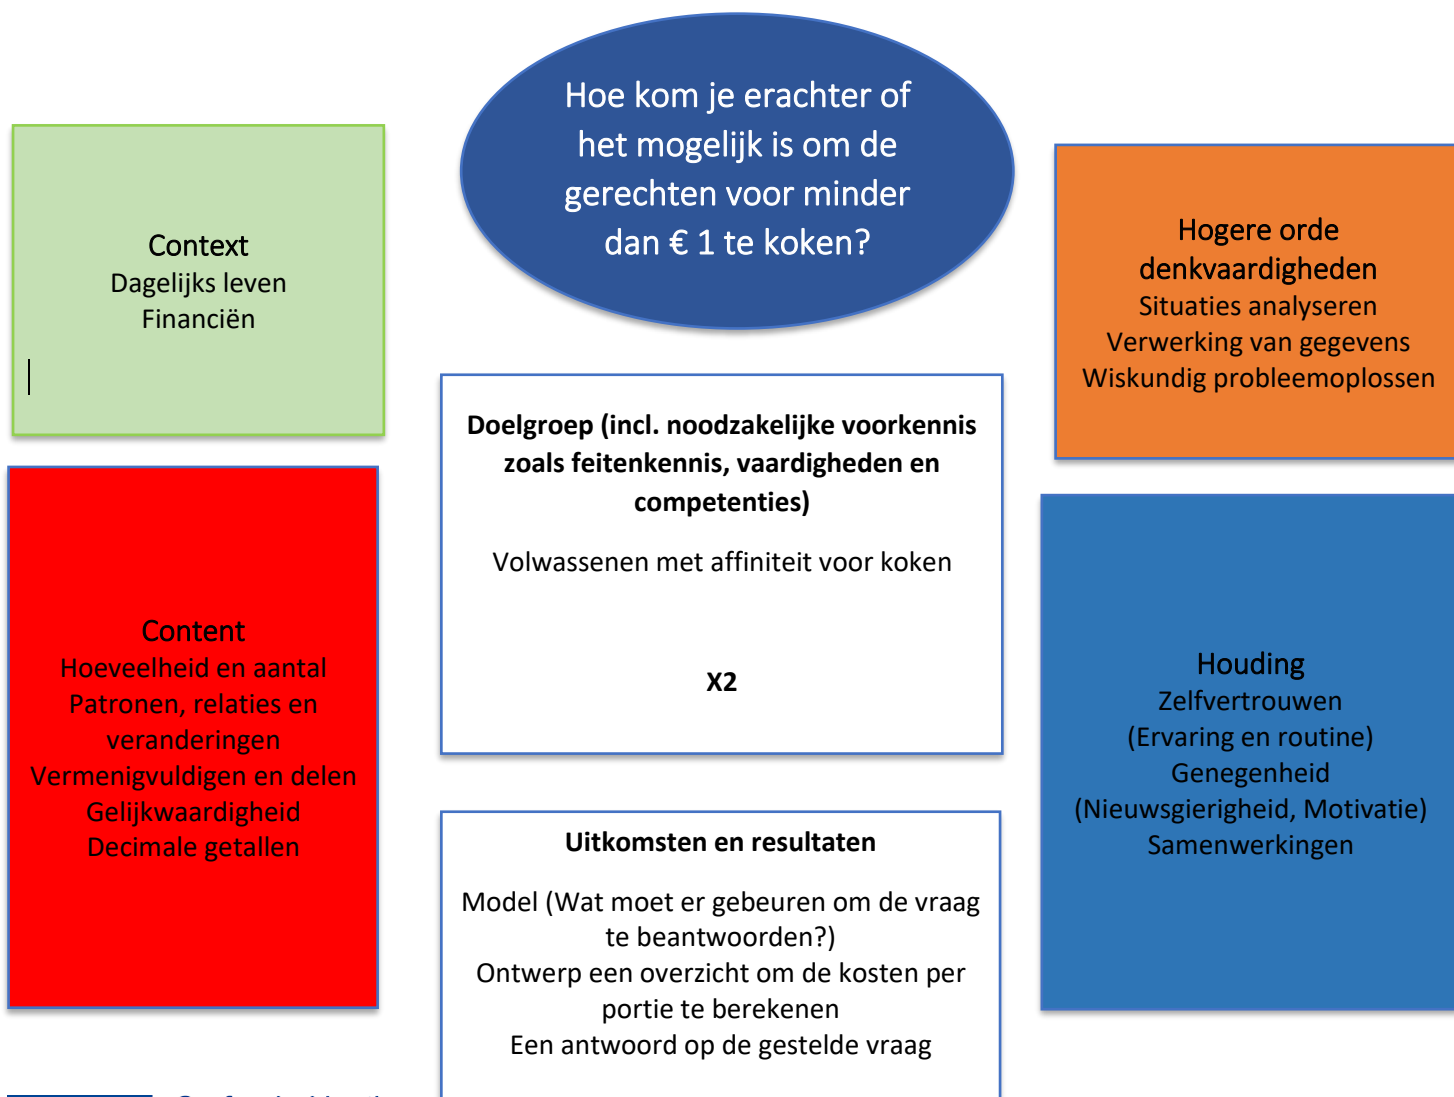 Hoe kom je erachter of
het mogelijk is om de
gerechten voor minder
dan € 1 te koken?
Context
Dagelijks leven
Financiën
Hogere orde
denkvaardigheden
Situaties analyseren
Verwerking van gegevens
Wiskundig probleemoplossen
Doelgroep (incl. noodzakelijke voorkennis
zoals feitenkennis, vaardigheden en
competenties)
Volwassenen met affiniteit voor koken
X2
Content
Hoeveelheid en aantal
Patronen, relaties en
veranderingen
Vermenigvuldigen en delen
Gelijkwaardigheid
Decimale getallen
Houding
Zelfvertrouwen
(Ervaring en routine)
Genegenheid
(Nieuwsgierigheid, Motivatie)
Samenwerkingen
Uitkomsten en resultaten
Model (Wat moet er gebeuren om de vraag
te beantwoorden?)
Ontwerp een overzicht om de kosten per
portie te berekenen
Een antwoord op de gestelde vraag